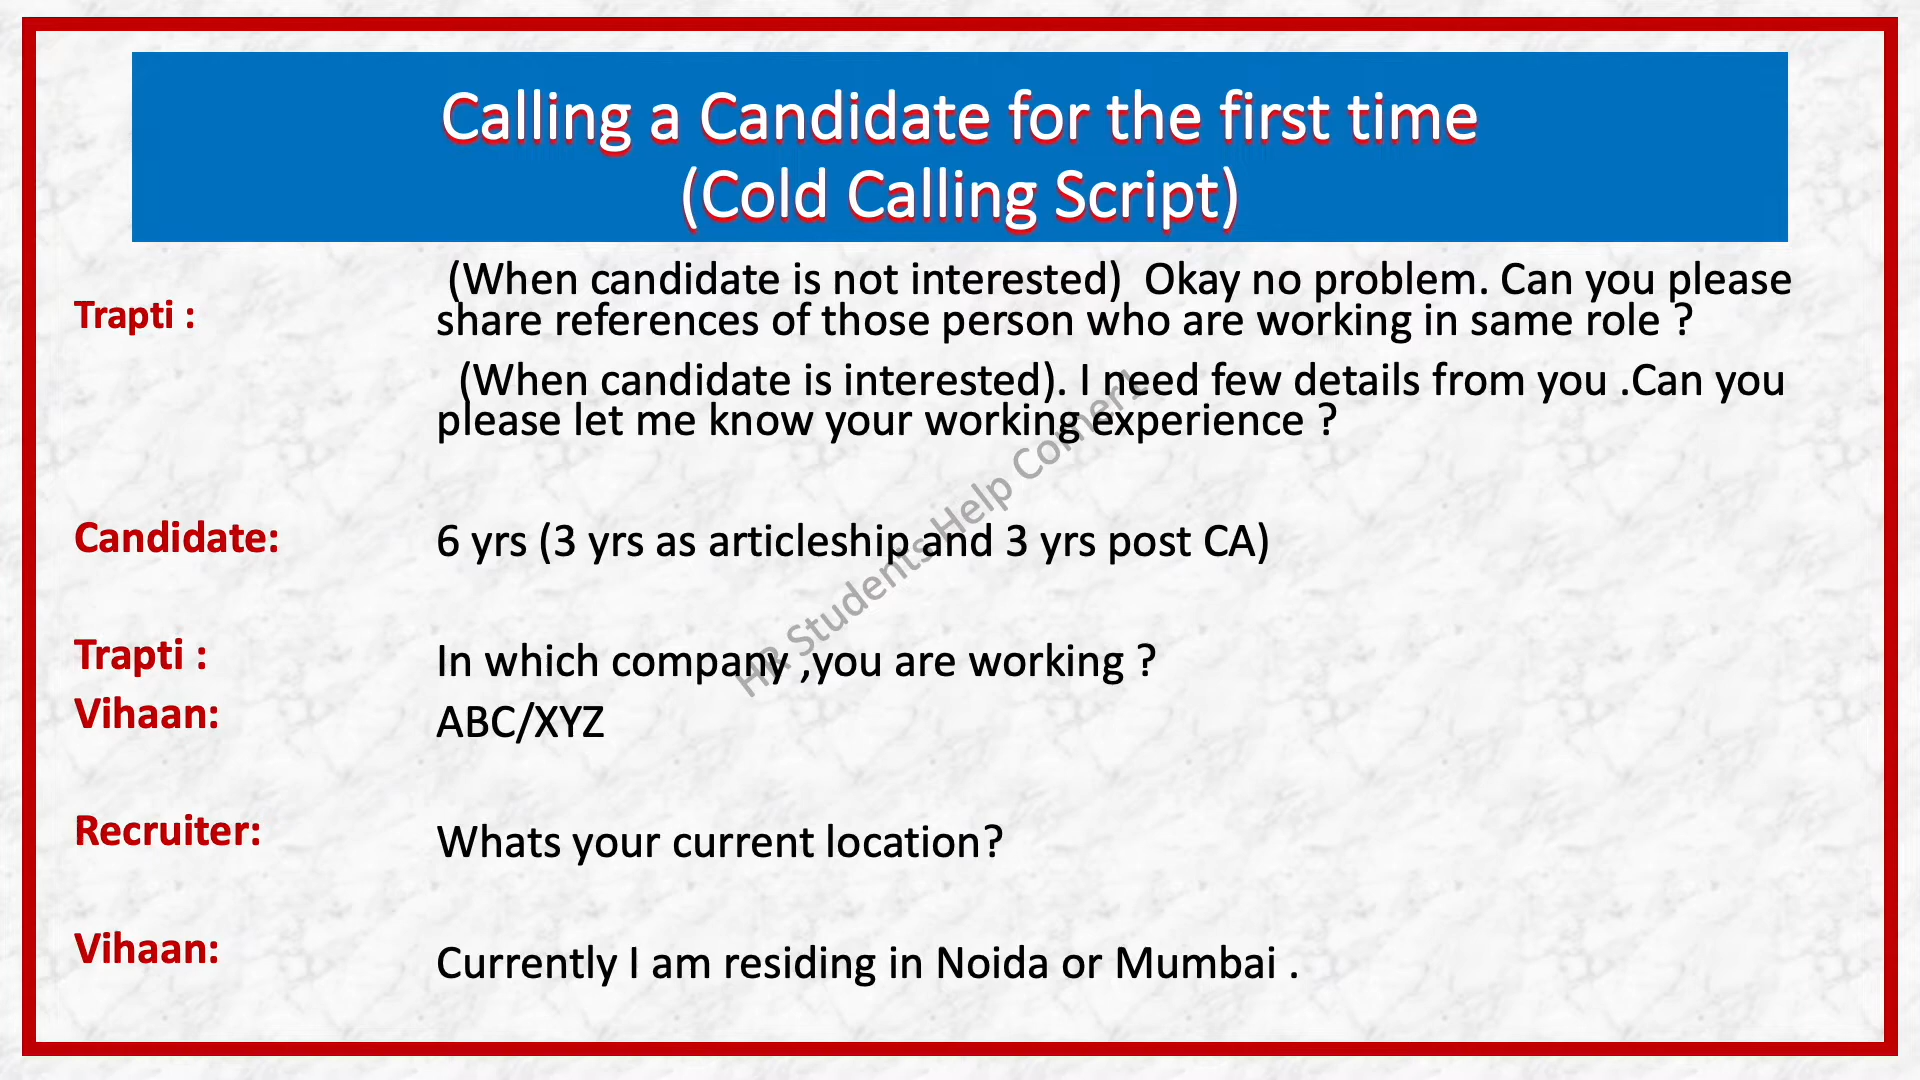 Calling a Candidate for the first time
(Cold Calling Script)
Trapti :
(When candidate is not interested)  Okay no problem. Can you please
share references of those person who are working in same role ?
(When candidate is interested). I need few details from you .Can you
please let me know your working experience ?
Candidate:
6 yrs (3 yrs as articleship and 3 yrs post CA)
Trapti :
In which company ,you are working ?
Vihaan:
ABC/XYZ
Recruiter:
Whats your current location?
Vihaan:
Currently I am residing in Noida or Mumbai .
HR Students Help Corner1